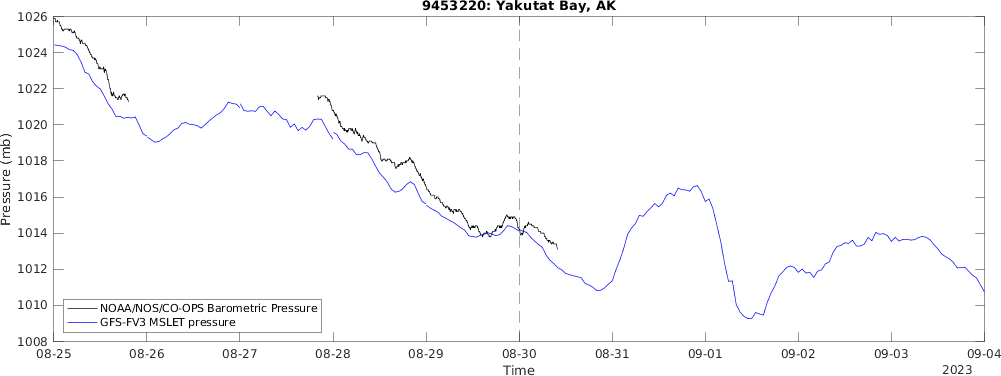 9453220: Yakutat Bay, AK
1026
1024
1022
1020
1018
1016
1014
1012
1010
1008
Pressure (mb)
NOAA/NOS/CO-OPS Barometric Pressure
GFS-FV3 MSLET pressure
08-25 08-26 08-27 08-28 08-29 08-30 08-31 09-01 09-02 09-03 09-04
Time
2023